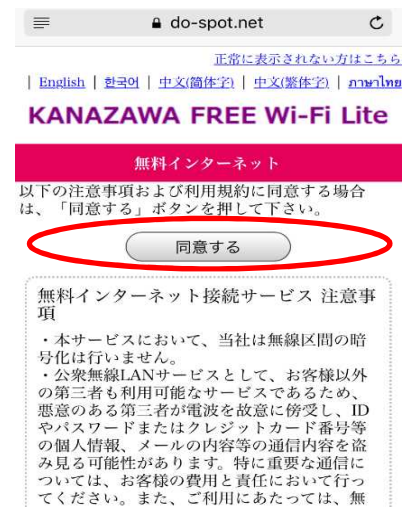 do-spot.net
正常に表示されない方はこちら
| English | 한국어 | 中文(簡体字) | 中文(繁体字) | ภาษาไทย
KANAZAWA FREE Wi-Fi Lite
無料インターネット
以下の注意事項および利用規約に同意する場合
は、「同意する」ボタンを押して下さい。
同意する
無料インターネット接続サービス 注意事
項
・本サービスにおいて、当社は無線区間の暗
号化は行いません。
・公衆無線LANサービスとして、お客様以外
の第三者も利用可能なサービスであるため、
悪意のある第三者が電波を故意に傍受し、ID
やパスワードまたはクレジットカード番号等
の個人情報、メールの内容等の通信内容を盗
み見る可能性があります。特に重要な通信に
ついては、お客様の費用と責任において行っ
てください。また、ご利用にあたっては、無